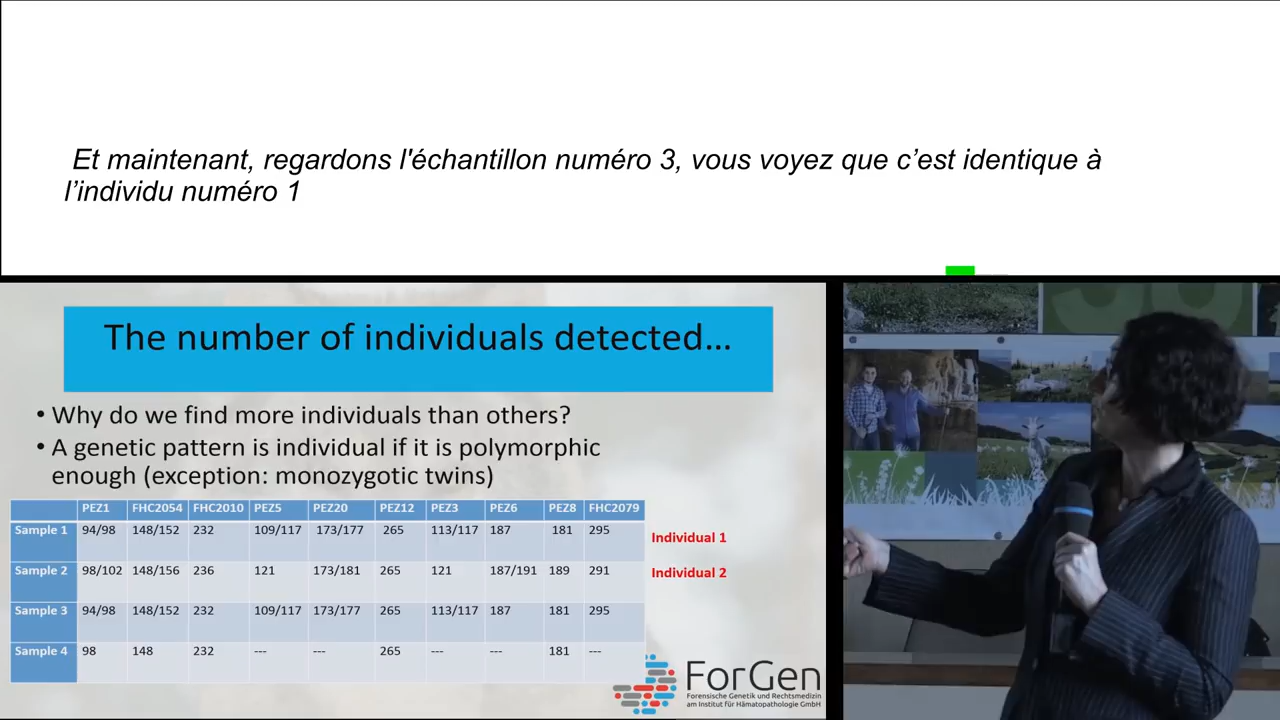 Et maintenant, regardons l'échantillon numéro 3, vous voyez que c’est identique à
l’individu numéro 1
The number of individuals detected...
• Why do we find more individuals than others?
• A genetic pattern is individual if it is polymorphic
enough (exception: monozygotic twins)
PEZ1 FHC2054 FHC2010 PEZ5 PEZ20 PEZ12 PEZ3 PEZ6 PEZ8 FHC2079
Sample 1 94/98 148/152 232 109/117 173/177 265 113/117 187 181 295 Individual 1
Sample 2 98/102 148/156 236 121 173/181 265 121 187/191 189 291 Individual 2
Sample 3 94/98 148/152 232 109/117 173/177 265 113/117 187 181 295
Sample 4 98 148 232 --- --- 265 --- --- 181 ---
ForGen
Forensische Genetik und Rechtsmedizin
am Institut für Hämatopathologie GmbH